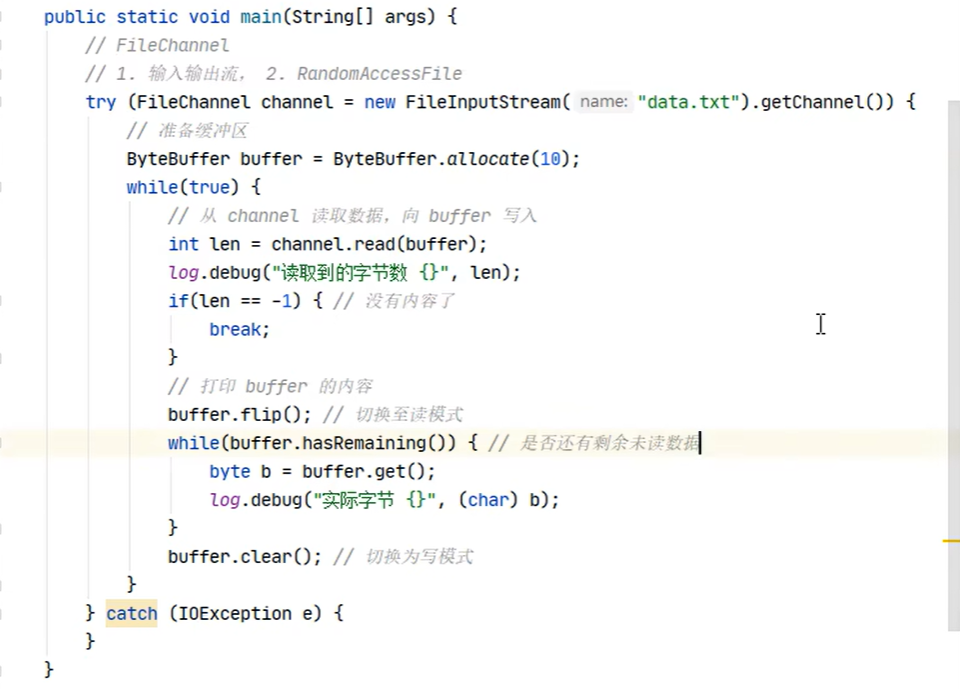 public static void main(String[] args) {
// FileChannel
// 1. 输入输出流， 2. RandomAccessFile
try (FileChannel channel = new FileInputStream( name: "data.txt").getChannel()) {
// 准备缓冲区
ByteBuffer buffer = ByteBuffer.allocate(10);
while(true) {
// 从 channel 读取数据，向 buffer 写入
int len = channel.read(buffer);
log.debug("读取到的字节数 {}", len);
if(len == -1) { // 没有内容了
break;
}
// 打印 buffer 的内容
buffer.flip(); // 切换至读模式
while(buffer.hasRemaining()) { // 是否还有剩余未读数据
byte b = buffer.get();
log.debug("实际字节 {}", (char) b);
}
buffer.clear(); // 切换为写模式
}
} catch (IOException e) {
}
}